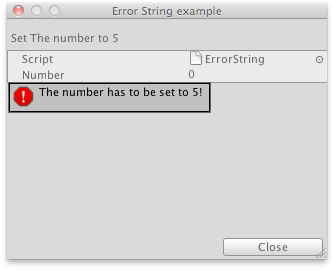 Error String example
Set The number to 5
Script ErrorString
Number 0
The number has to be set to 5!
Close